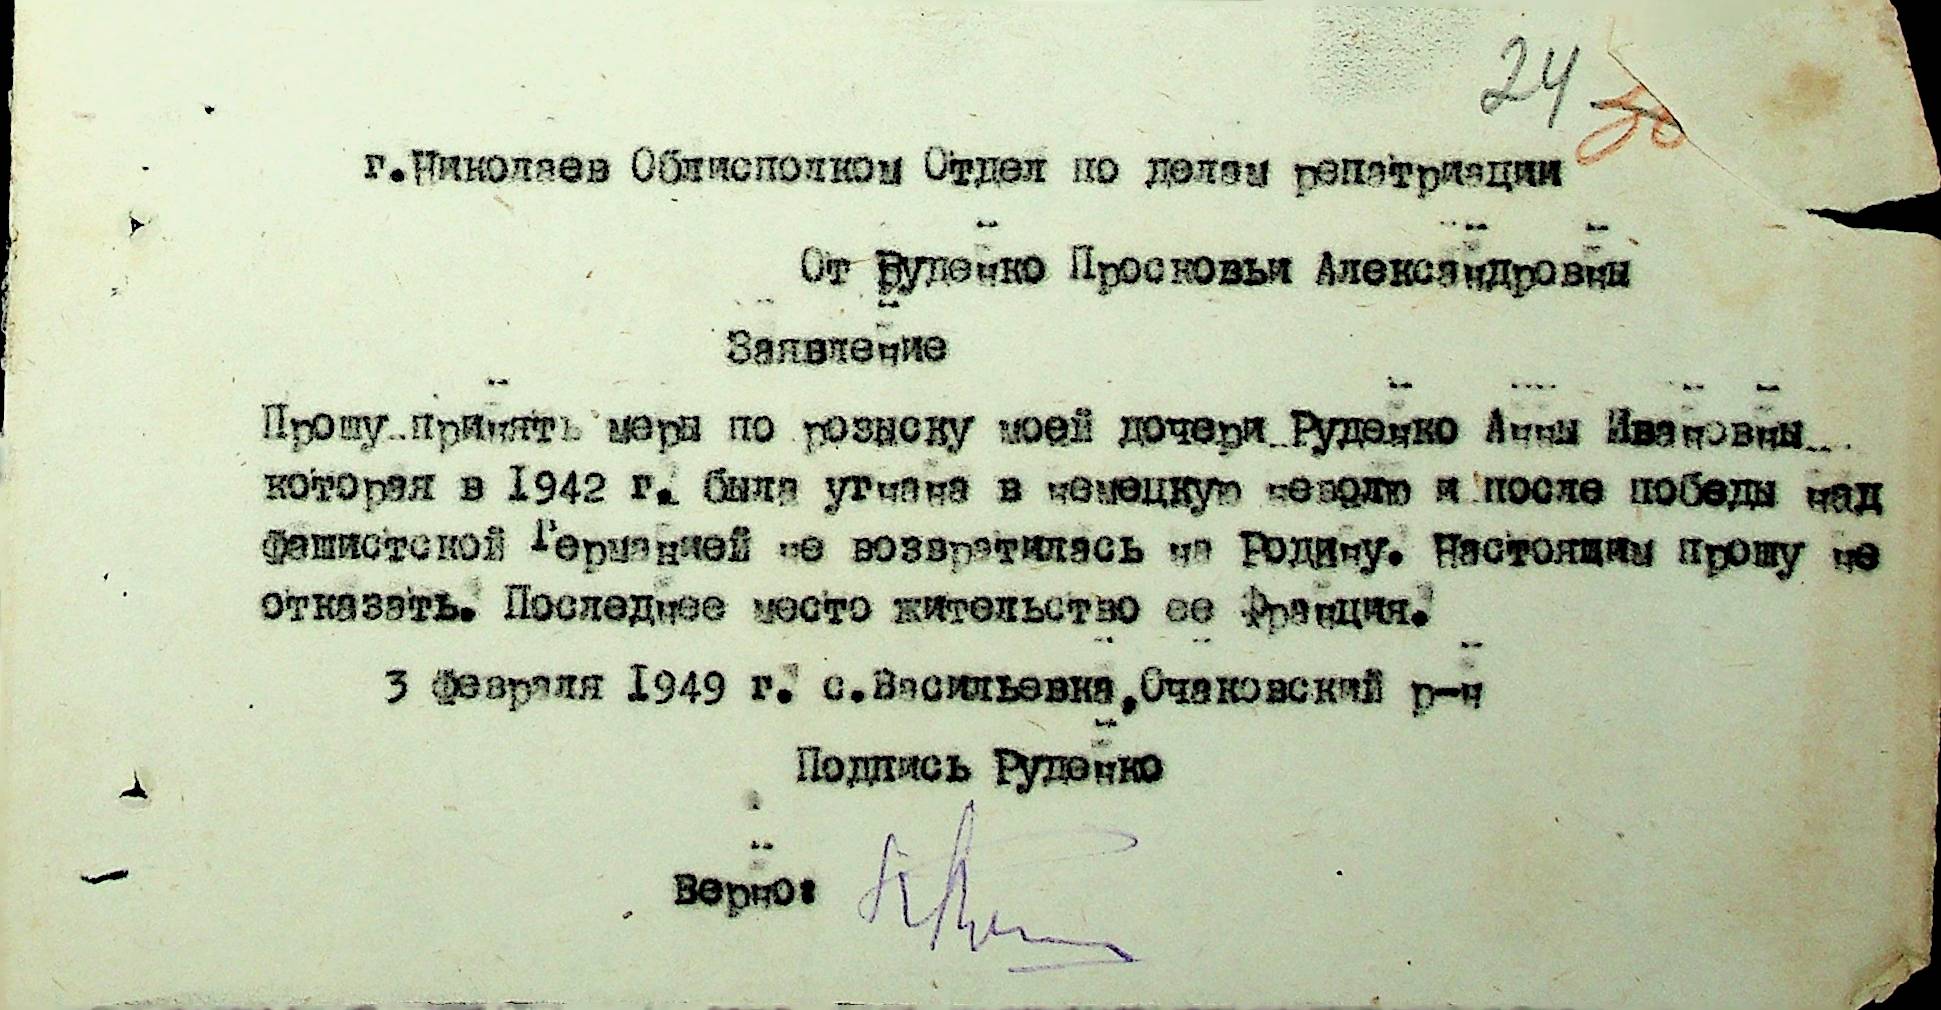 24 50
г.Николаев Облисполком Отдел по делам репатриации
От Руденко Просковьи Александровны
Заявление
Прошу принять меры по розыску моей дочери Руденко Анны Ивановны
которая в 1942 г. была угнана в немецкую неволю и после победы над
фашистской Германией не возвратилась на Родину. Настоящим прошу не
отказать. Последнее место жительство ее Франция.
3 февраля 1949 г. с.Васильевка,Очаковский р-н
Подпись Руденко
Верно: